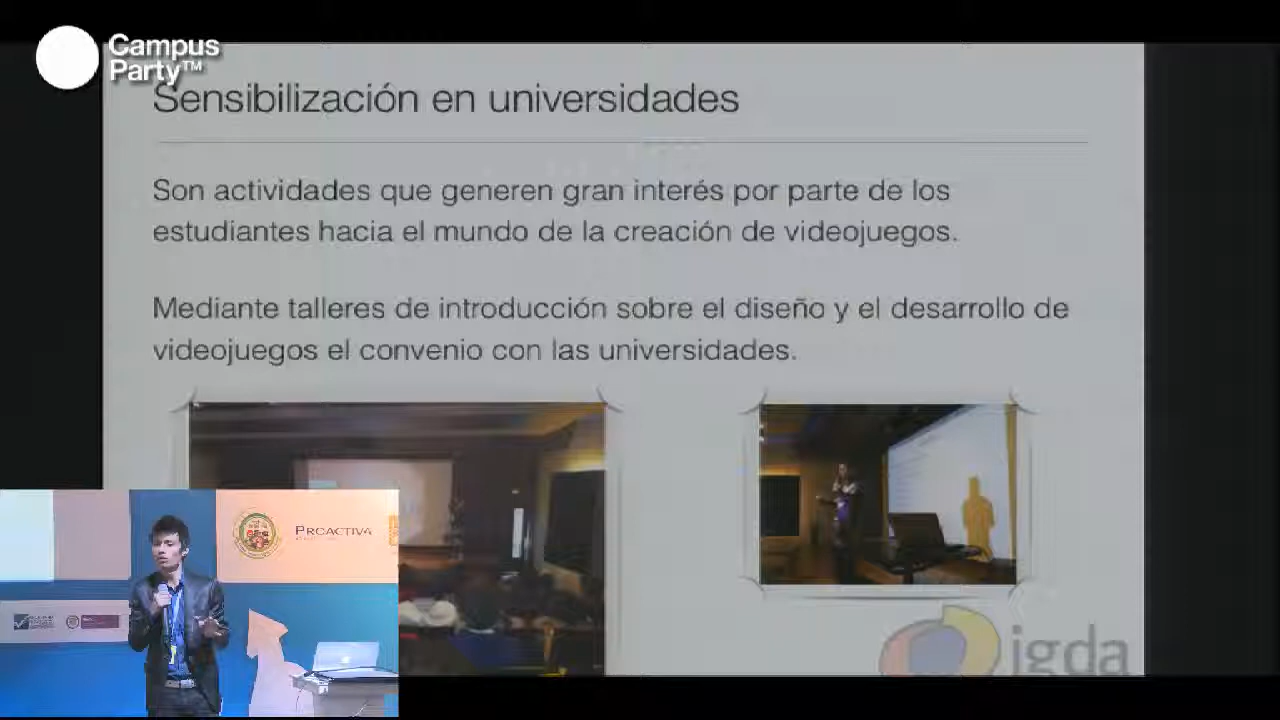 Campus
Party™
Sensibilización en universidades
Son actividades que generen gran interés por parte de los
estudiantes hacia el mundo de la creación de videojuegos.
Mediante talleres de introducción sobre el diseño y el desarrollo de
videojuegos el convenio con las universidades.
PROACTIVA
igda